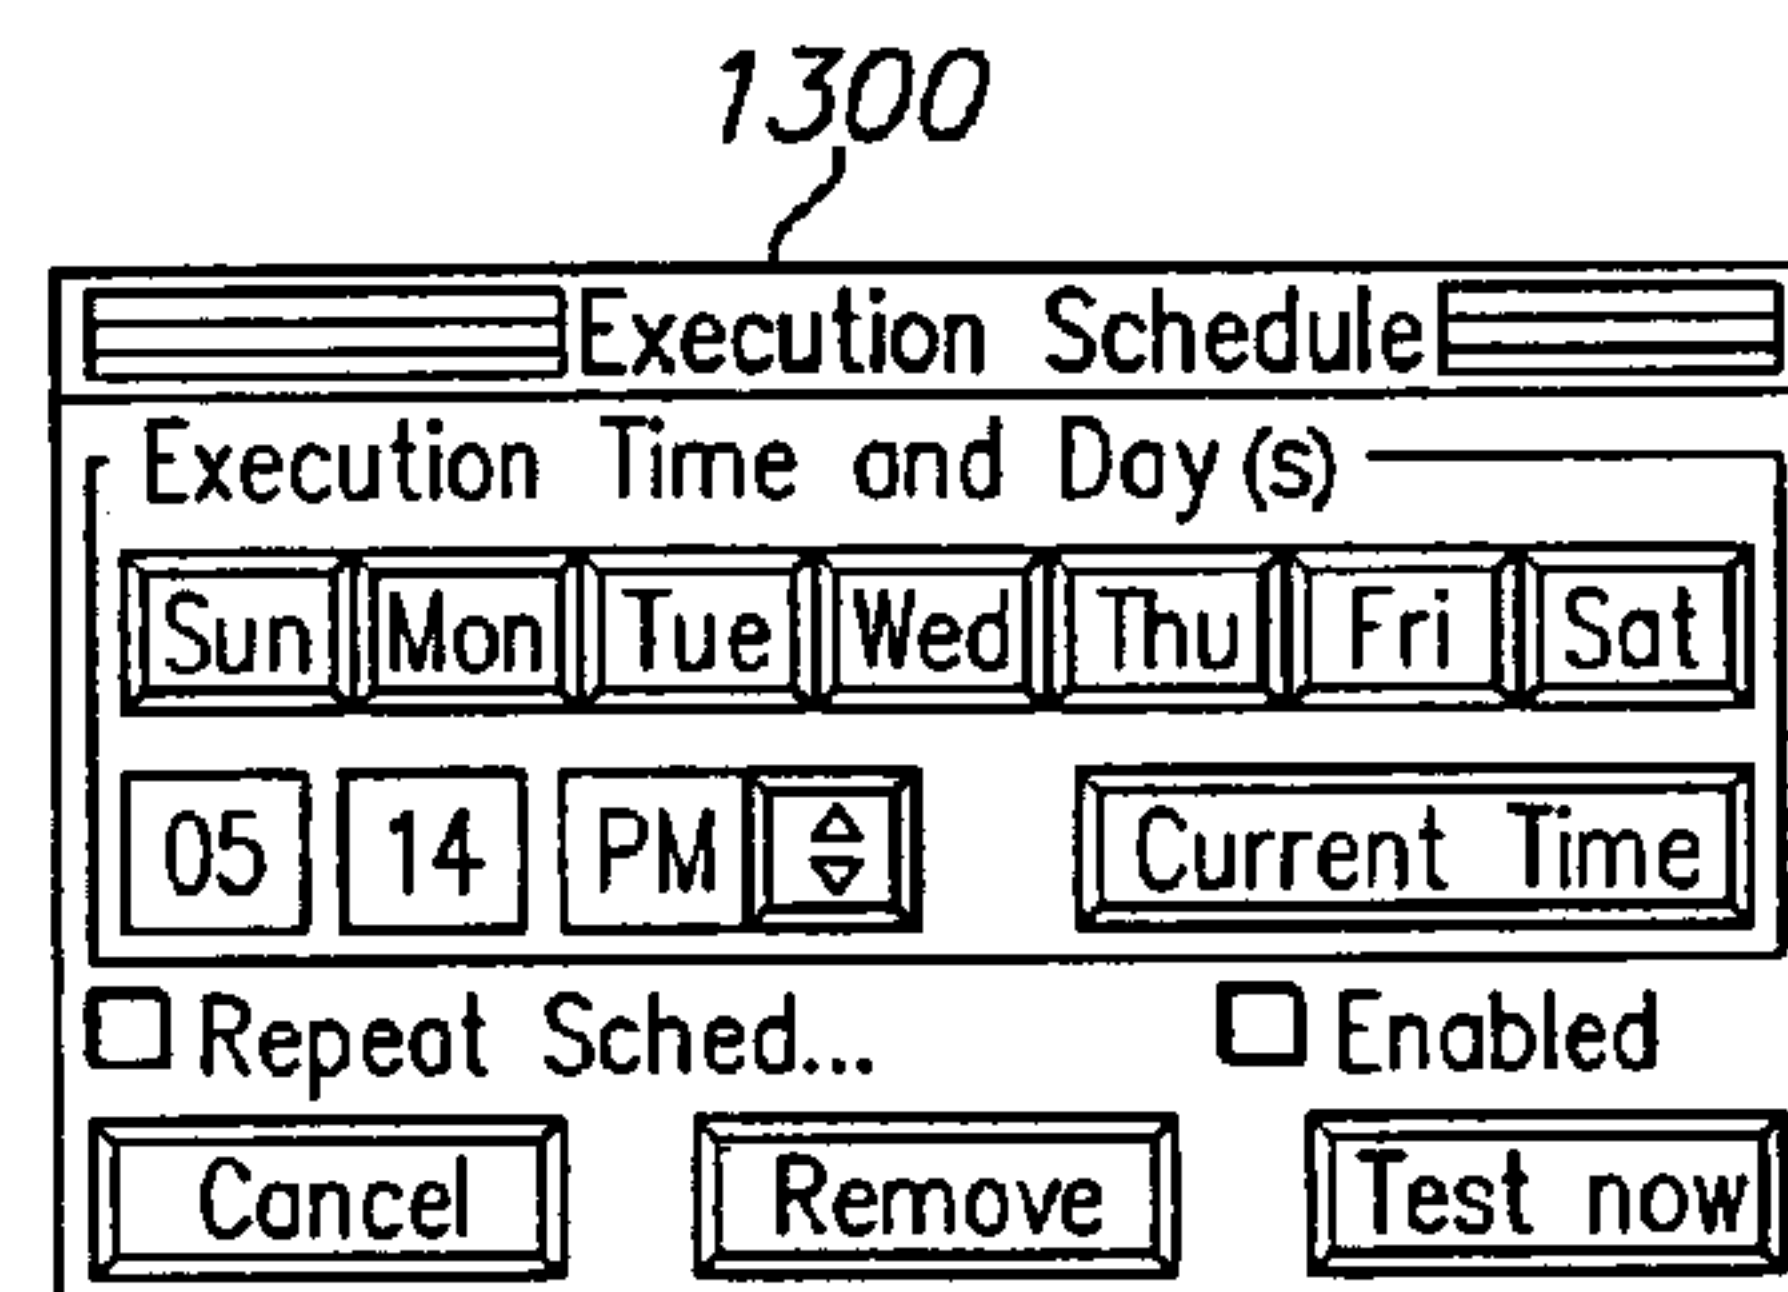 1300
Execution Schedule
Execution Time and Day(s)
Sun Mon Tue Wed Thu Fri Sat
05 14 PM Current Time
Repeat Sched... Enabled
Cancel Remove Test now